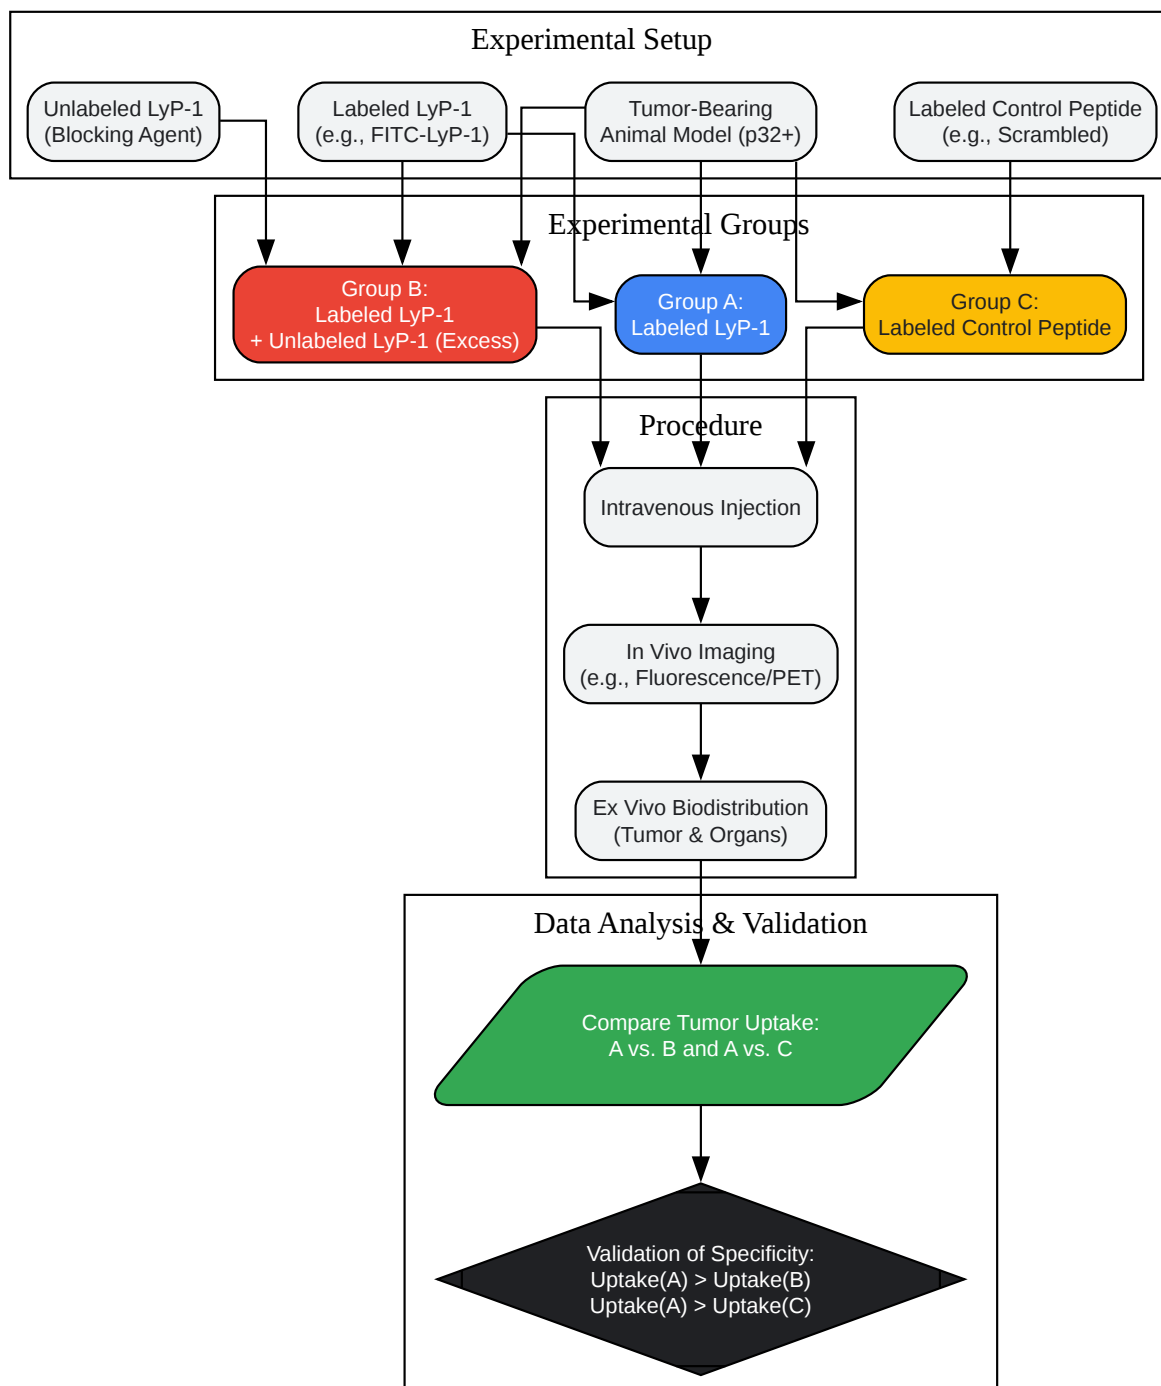 Experimental Setup
Unlabeled LyP-1
(Blocking Agent)
Labeled LyP-1
(e.g., FITC-LyP-1)
Tumor-Bearing
Animal Model (p32+)
Labeled Control Peptide
(e.g., Scrambled)
Experimental Groups
Group B:
Labeled LyP-1
+ Unlabeled LyP-1 (Excess)
Group A:
Labeled LyP-1
Group C:
Labeled Control Peptide
Procedure
Intravenous Injection
In Vivo Imaging
(e.g., Fluorescence/PET)
Ex Vivo Biodistribution
(Tumor & Organs)
Data Analysis & Validation
Compare Tumor Uptake:
A vs. B and A vs. C
Validation of Specificity:
Uptake(A) > Uptake(B)
Uptake(A) > Uptake(C)